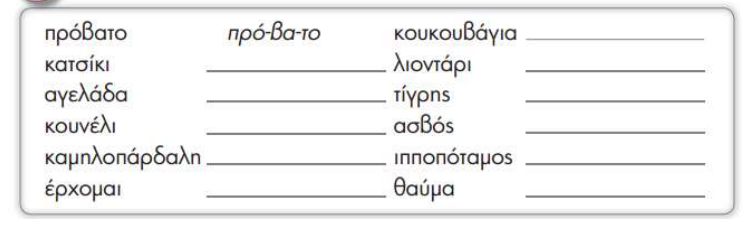 πρόβατο πρό-βα-το κουκουβάγια
κατσίκι λιοντάρι
αγελάδα τίγρης
κουνέλι ασβός
καμηλοπάρδαλη ιπποπόταμος
έρχομαι θαύμα